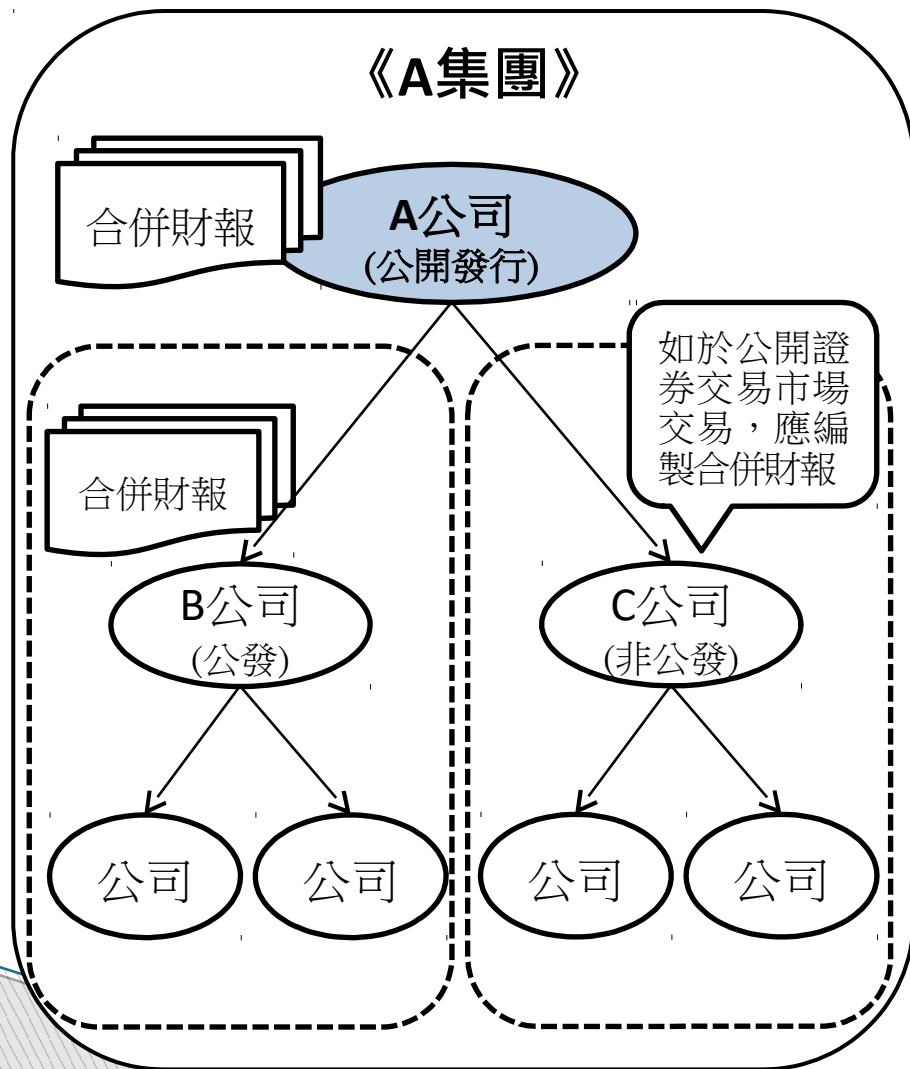 《A集團》
合併財報
A公司
(公開發行)
如於公開證
券交易市場
交易，應編
製合併財報
合併財報
B公司
(公發)
C公司
(非公發)
公司
公司
公司
公司